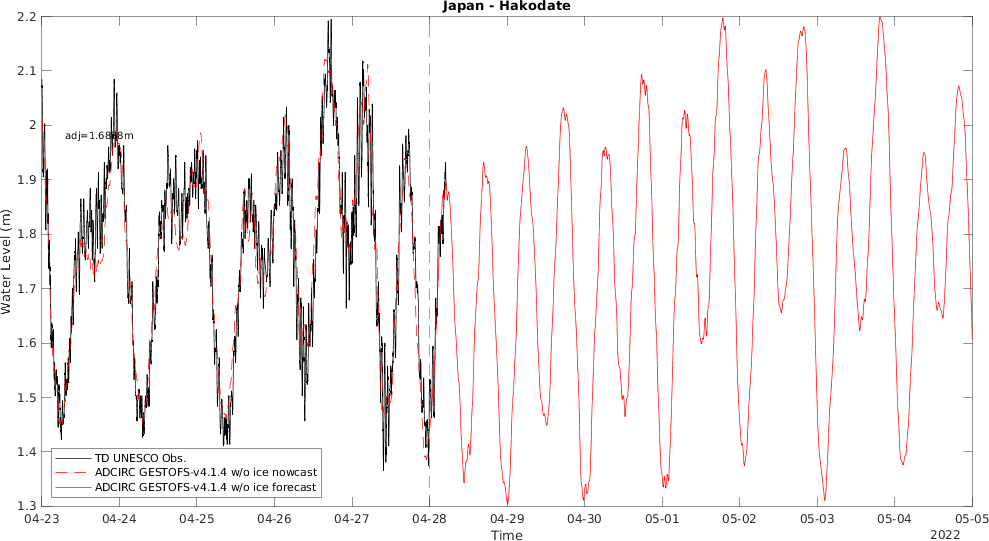 Japan - Hakodate
2.2
2.1
2
1.9
1.8
1.7
1.6
1.5
1.4
1.3
Water Level (m)
TD UNESCO Obs.
ADCIRC GESTOFS-v4.1.4 w/o ice nowcast
ADCIRC GESTOFS-v4.1.4 w/o ice forecast
04-23 04-24 04-25 04-26 04-27 04-28 04-29 04-30 05-01 05-02 05-03 05-04 05-05
Time
2022